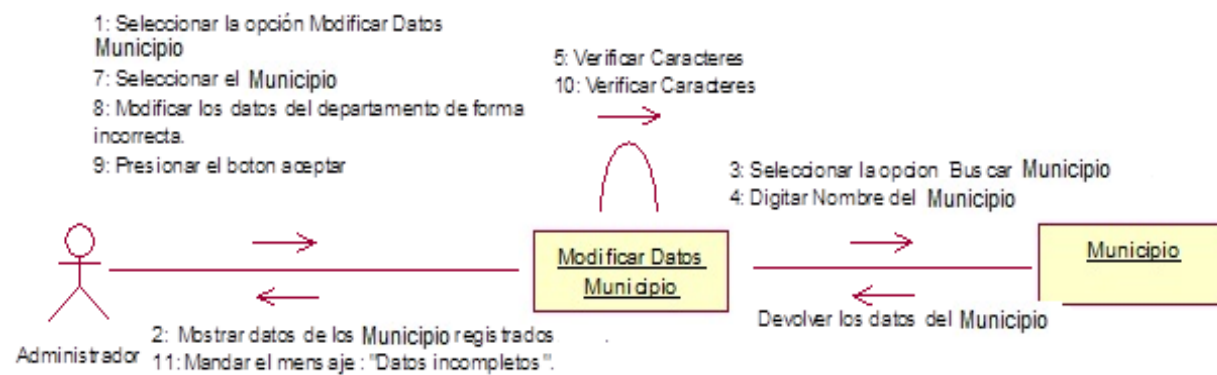 1: Seleccionar la opción Modificar Datos
Municipio
7: Seleccionar el Municipio
8: Modificar los datos del departamento de forma
incorrecta.
9: Presionar el boton aceptar
5: Verificar Caracteres
10: Verificar Caracteres
3: Seleccionar la opcion Buscar Municipio
4: Digitar Nombre del Municipio
Modificar Datos
Municipio
Municipio
Devolver los datos del Municipio
Administrador
2: Mostrar datos de los Municipio registrados .
11: Mandar el mensaje : "Datos incompletos".